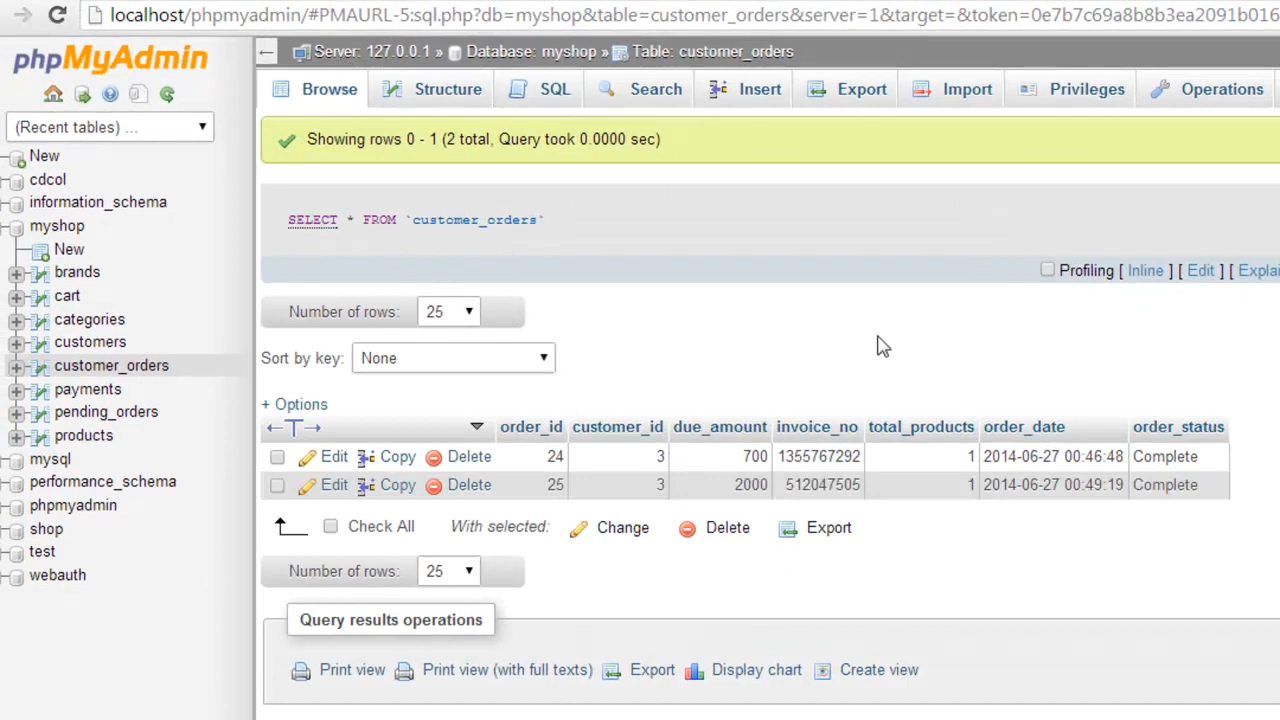 localhost/phpmyadmin/#PMAURL-5:sql.php?db=myshop&table=customer_orders&server=1&target=&token=0e7b7c69a8b8b3ea2091b016
phpMyAdmin
(Recent tables) ...
New
cdcol
information_schema
myshop
New
brands
cart
categories
customers
customer_orders
payments
pending_orders
products
mysql
performance_schema
phpmyadmin
shop
test
webauth
Server: 127.0.0.1 » Database: myshop » Table: customer_orders
Browse Structure SQL Search Insert Export Import Privileges Operations
Showing rows 0 - 1 (2 total, Query took 0.0000 sec)
SELECT * FROM `customer_orders`
Profiling [ Inline ] [ Edit ] [ Explai
Number of rows: 25
Sort by key: None
+ Options
order_id customer_id due_amount invoice_no total_products order_date order_status
Edit Copy Delete 24 3 700 1355767292 1 2014-06-27 00:46:48 Complete
Edit Copy Delete 25 3 2000 512047505 1 2014-06-27 00:49:19 Complete
Check All With selected: Change Delete Export
Number of rows: 25
Query results operations
Print view Print view (with full texts) Export Display chart Create view